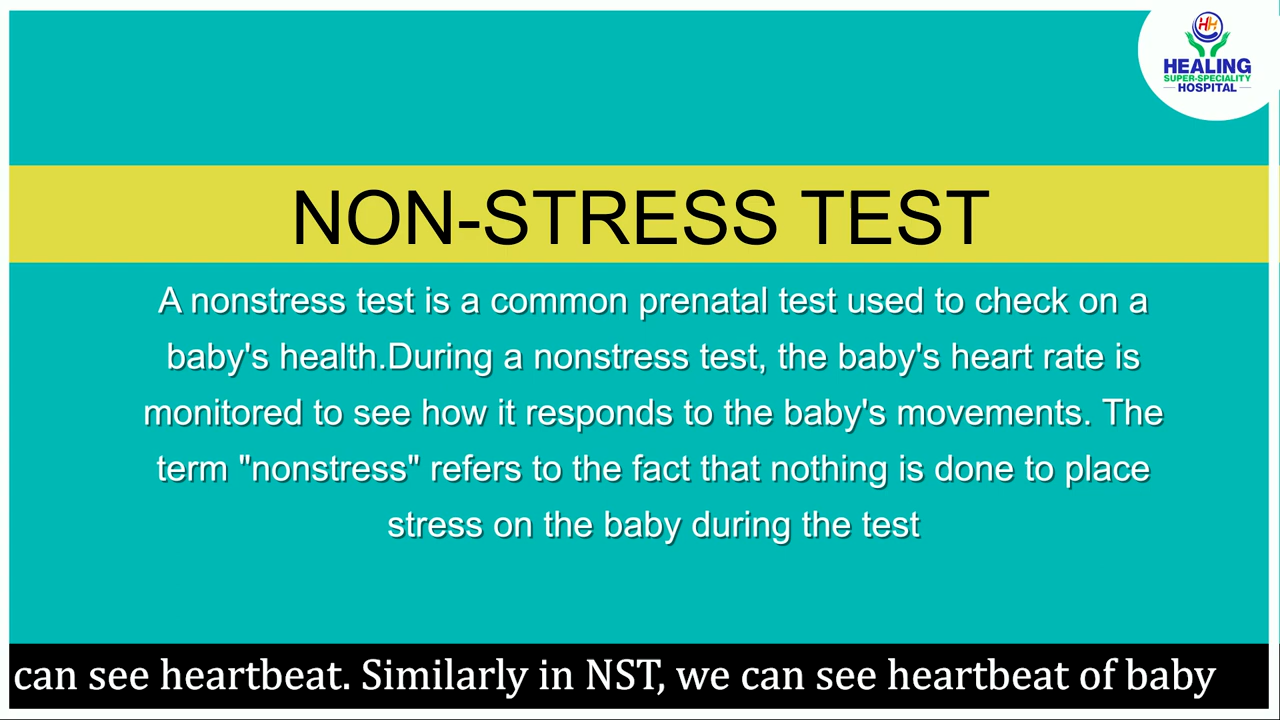 HH
HEALING
SUPER-SPECIALITY
HOSPITAL
NON-STRESS TEST
A nonstress test is a common prenatal test used to check on a
baby's health.During a nonstress test, the baby's heart rate is
monitored to see how it responds to the baby's movements. The
term "nonstress" refers to the fact that nothing is done to place
stress on the baby during the test
can see heartbeat. Similarly in NST, we can see heartbeat of baby